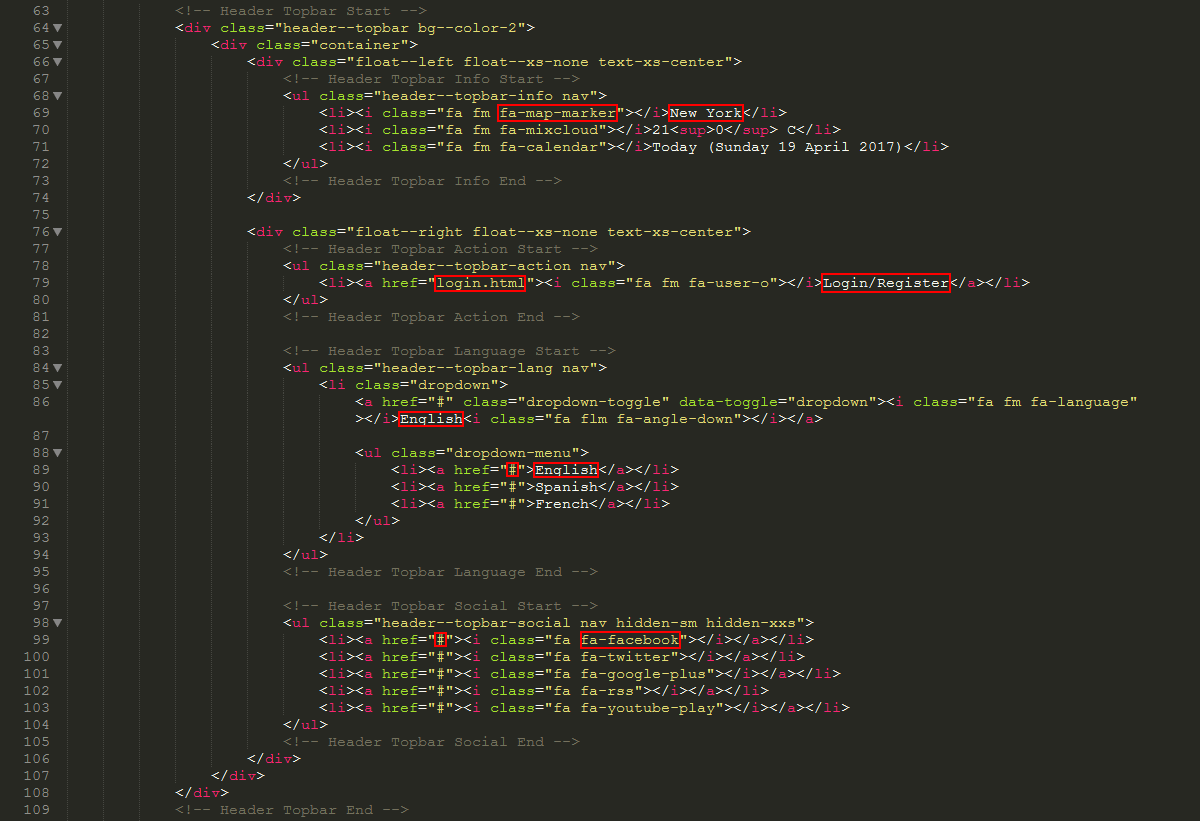 63 <!-- Header Topbar Start -->
64 <div class="header--topbar bg--color-2">
65 <div class="container">
66 <div class="float--left float--xs-none text-xs-center">
67 <!-- Header Topbar Info Start -->
68 <ul class="header--topbar-info nav">
69 <li><i class="fa fm fa-map-marker"></i>New York</li>
70 <li><i class="fa fm fa-mixcloud"></i>21<sup>0</sup> C</li>
71 <li><i class="fa fm fa-calendar"></i>Today (Sunday 19 April 2017)</li>
72 </ul>
73 <!-- Header Topbar Info End -->
74 </div>
75
76 <div class="float--right float--xs-none text-xs-center">
77 <!-- Header Topbar Action Start -->
78 <ul class="header--topbar-action nav">
79 <li><a href="login.html"><i class="fa fm fa-user-o"></i>Login/Register</a></li>
80 </ul>
81 <!-- Header Topbar Action End -->
82
83 <!-- Header Topbar Language Start -->
84 <ul class="header--topbar-lang nav">
85 <li class="dropdown">
86 <a href="#" class="dropdown-toggle" data-toggle="dropdown"><i class="fa fm fa-language"
></i>English<i class="fa flm fa-angle-down"></i></a>
87
88 <ul class="dropdown-menu">
89 <li><a href="#">English</a></li>
90 <li><a href="#">Spanish</a></li>
91 <li><a href="#">French</a></li>
92 </ul>
93 </li>
94 </ul>
95 <!-- Header Topbar Language End -->
96
97 <!-- Header Topbar Social Start -->
98 <ul class="header--topbar-social nav hidden-sm hidden-xxs">
99 <li><a href="#"><i class="fa fa-facebook"></i></a></li>
100 <li><a href="#"><i class="fa fa-twitter"></i></a></li>
101 <li><a href="#"><i class="fa fa-google-plus"></i></a></li>
102 <li><a href="#"><i class="fa fa-rss"></i></a></li>
103 <li><a href="#"><i class="fa fa-youtube-play"></i></a></li>
104 </ul>
105 <!-- Header Topbar Social End -->
106 </div>
107 </div>
108 </div>
109 <!-- Header Topbar End -->